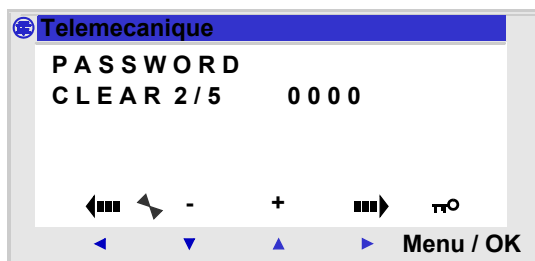 Telemecanique
PASSWORD
CLEAR 2/5 0000
- +
Menu / OK